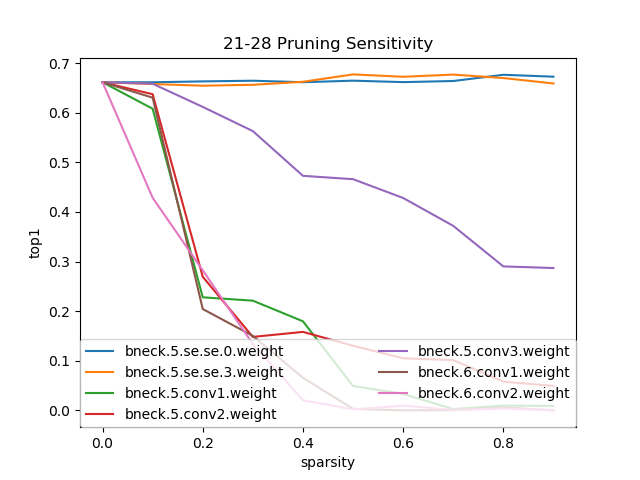 21-28 Pruning Sensitivity
0.7
0.6
0.5
0.4
0.3
0.2
0.1
0.0
top1
bneck.5.se.se.0.weight
bneck.5.se.se.3.weight
bneck.5.conv1.weight
bneck.5.conv2.weight
bneck.5.conv3.weight
bneck.6.conv1.weight
bneck.6.conv2.weight
0.0 0.2 0.4 0.6 0.8
sparsity